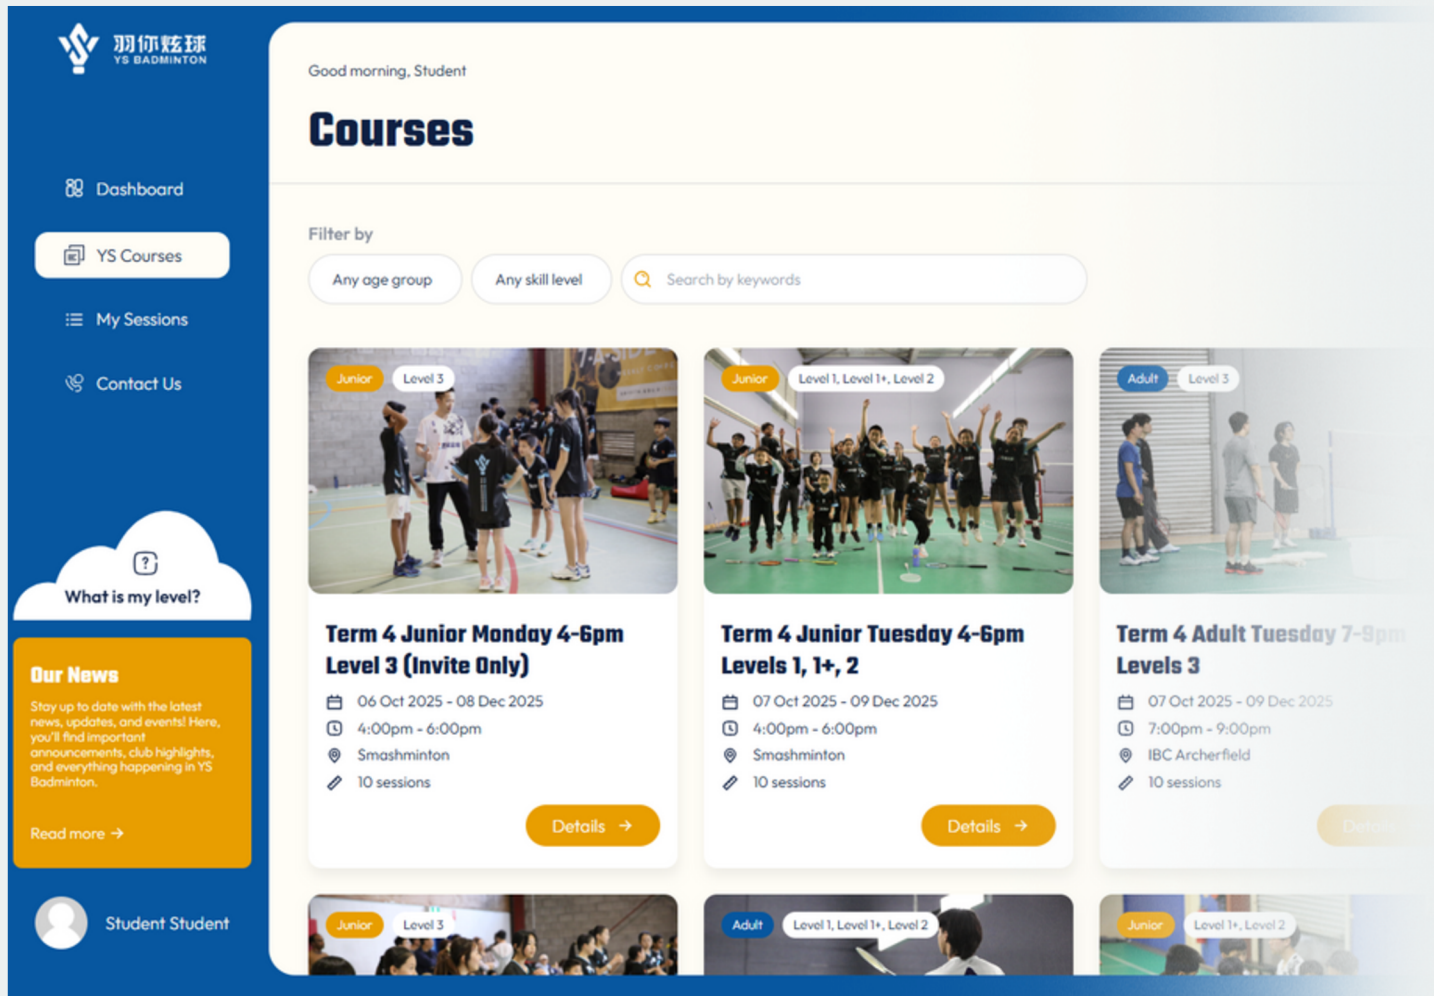 羽你炫球
YS BADMINTON
Dashboard
YS Courses
My Sessions
Contact Us
?
What is my level?
Our News
Stay up to date with the latest
news, updates, and events! Here,
you'll find important
announcements, club highlights,
and everything happening in YS
Badminton.
Read more →
Student Student
Good morning, Student
Courses
Filter by
Any age group
Any skill level
Search by keywords
Junior
Level 3
Term 4 Junior Monday 4-6pm
Level 3 (Invite Only)
06 Oct 2025 - 08 Dec 2025
4:00pm - 6:00pm
Smashminton
10 sessions
Details →
Junior
Level 1, Level 1+, Level 2
Term 4 Junior Tuesday 4-6pm
Levels 1, 1+, 2
07 Oct 2025 - 09 Dec 2025
4:00pm - 6:00pm
Smashminton
10 sessions
Details →
Adult
Level 3
Term 4 Adult Tuesday 7-9pm
Levels 3
07 Oct 2025 - 09 Dec 2025
7:00pm - 9:00pm
IBC Archerfield
10 sessions
Details
Junior
Level 3
Adult
Level 1, Level 1+, Level 2
Junior
Level 1+, Level 2